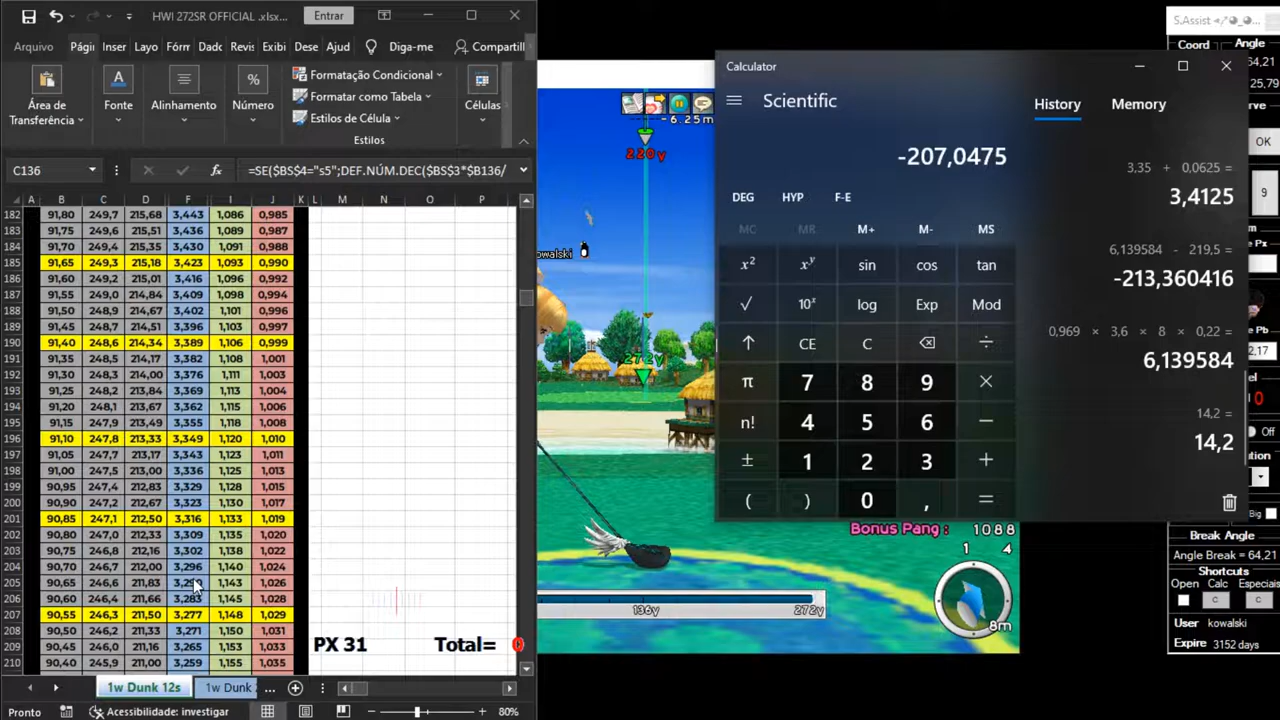 HWI 272SR OFFICIAL .xlsx...
Entrar
Arquivo Págii Inser Layo Fórm Dado Revi Exibi Dese Ajud Diga-me Compartilh
Área de Transferência
Fonte
Alinhamento
Número
Formatação Condicional
Formatar como Tabela
Estilos de Célula
Estilos
Células
C136 fx =SE($BS$4="s5";DEF.NÚM.DEC($BS$3*$B136/
A B C D F I J L M N O P
182 91,80 249,7 215,68 3,443 1,086 0,985
183 91,75 249,6 215,51 3,436 1,089 0,987
184 91,70 249,4 215,35 3,430 1,091 0,988
185 91,65 249,3 215,18 3,423 1,093 0,990
186 91,60 249,2 215,01 3,416 1,096 0,992
187 91,55 249,0 214,84 3,409 1,098 0,994
188 91,50 248,9 214,67 3,402 1,101 0,996
189 91,45 248,7 214,51 3,396 1,103 0,997
190 91,40 248,6 214,34 3,389 1,106 0,999
191 91,35 248,5 214,17 3,382 1,108 1,001
192 91,30 248,3 214,00 3,376 1,111 1,003
193 91,25 248,2 213,84 3,369 1,113 1,004
194 91,20 248,1 213,67 3,362 1,115 1,006
195 91,15 247,9 213,49 3,355 1,118 1,008
196 91,10 247,8 213,33 3,349 1,120 1,010
197 91,05 247,7 213,17 3,343 1,123 1,011
198 91,00 247,5 213,00 3,336 1,125 1,013
199 90,95 247,4 212,83 3,329 1,128 1,015
200 90,90 247,2 212,67 3,323 1,130 1,017
201 90,85 247,1 212,50 3,316 1,133 1,019
202 90,80 247,0 212,33 3,309 1,135 1,020
203 90,75 246,8 212,16 3,302 1,138 1,022
204 90,70 246,7 212,00 3,296 1,140 1,024
205 90,65 246,6 211,83 1,143 1,026
206 90,60 246,4 211,66 3,283 1,145 1,028
207 90,55 246,3 211,50 3,277 1,148 1,029
208 90,50 246,1 211,33 3,271 1,150 1,031
209 90,45 246,0 211,16 3,265 1,153 1,033
210 90,40 245,9 211,00 3,259 1,155 1,035
PX 31 Total= 0
1w Dunk 12s 1w Dunk ...
Pronto Acessibilidade: investigar 80%
-6.25m
220y
owalski
272y
Bonus Pang : 1088
1 4
136y 272y
8m
Calculator
Scientific
-207,0475
DEG HYP F-E
MC MR M+ M- MS
x² xʸ sin cos tan
√ 10ˣ log Exp Mod
↑ CE C ÷
π 7 8 9 ×
n! 4 5 6 −
± 1 2 3 +
( ) 0 , =
History Memory
3,35 + 0,0625 =
3,4125
6,139584 - 219,5 =
-213,360416
0,969 × 3,6 × 8 × 0,22 =
6,139584
14,2 =
14,2
S.Assist
Coord Angle
64,21
25,79
OK
9
Px
Pb
2,17
0
Off
Big
Break Angle
Angle Break = 64,21
Shortcuts
Open Calc Especiais
C C
User kowalski
Expire 3152 days